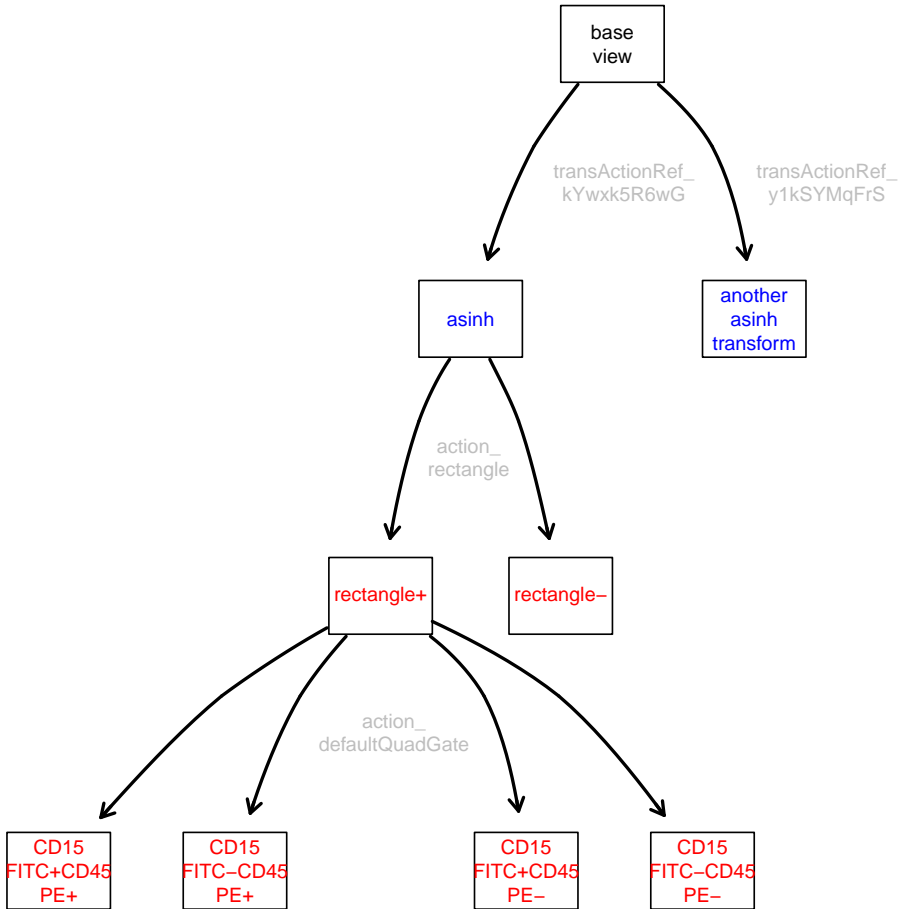 base
view
transActionRef_
kYwxk5R6wG
transActionRef_
y1kSYMqFrS
asinh
another
asinh
transform
action_
rectangle
rectangle+
rectangle−
action_
defaultQuadGate
CD15
FITC+CD45
PE+
CD15
FITC−CD45
PE+
CD15
FITC+CD45
PE−
CD15
FITC−CD45
PE−